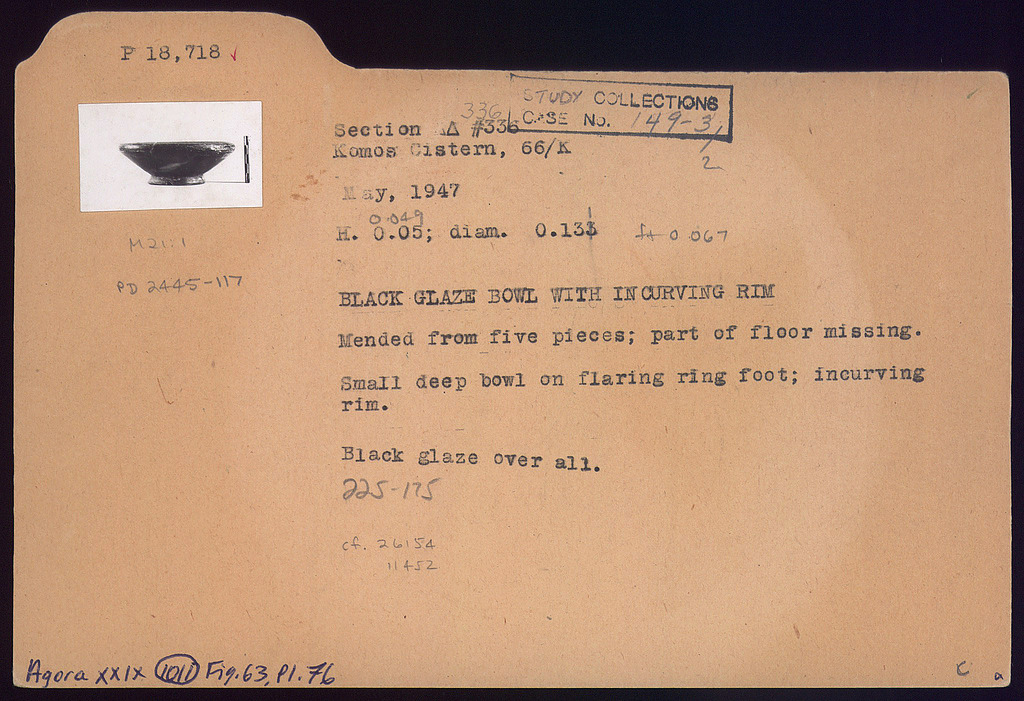 P 18,718 ✓
STUDY COLLECTIONS
CASE No. 149-3/2
336
Section ΔΔ #336
Komos Cistern, 66/K
May, 1947
0.049
H. 0.05; diam. 0.133 ft 0.067
M2111
PD 2445-117
BLACK GLAZE BOWL WITH INCURVING RIM
Mended from five pieces; part of floor missing.
Small deep bowl on flaring ring foot; incurving
rim.
Black glaze over all.
225-175
cf. 26154
11452
Agora XXIX 1011 Fig.63, Pl.76
C a